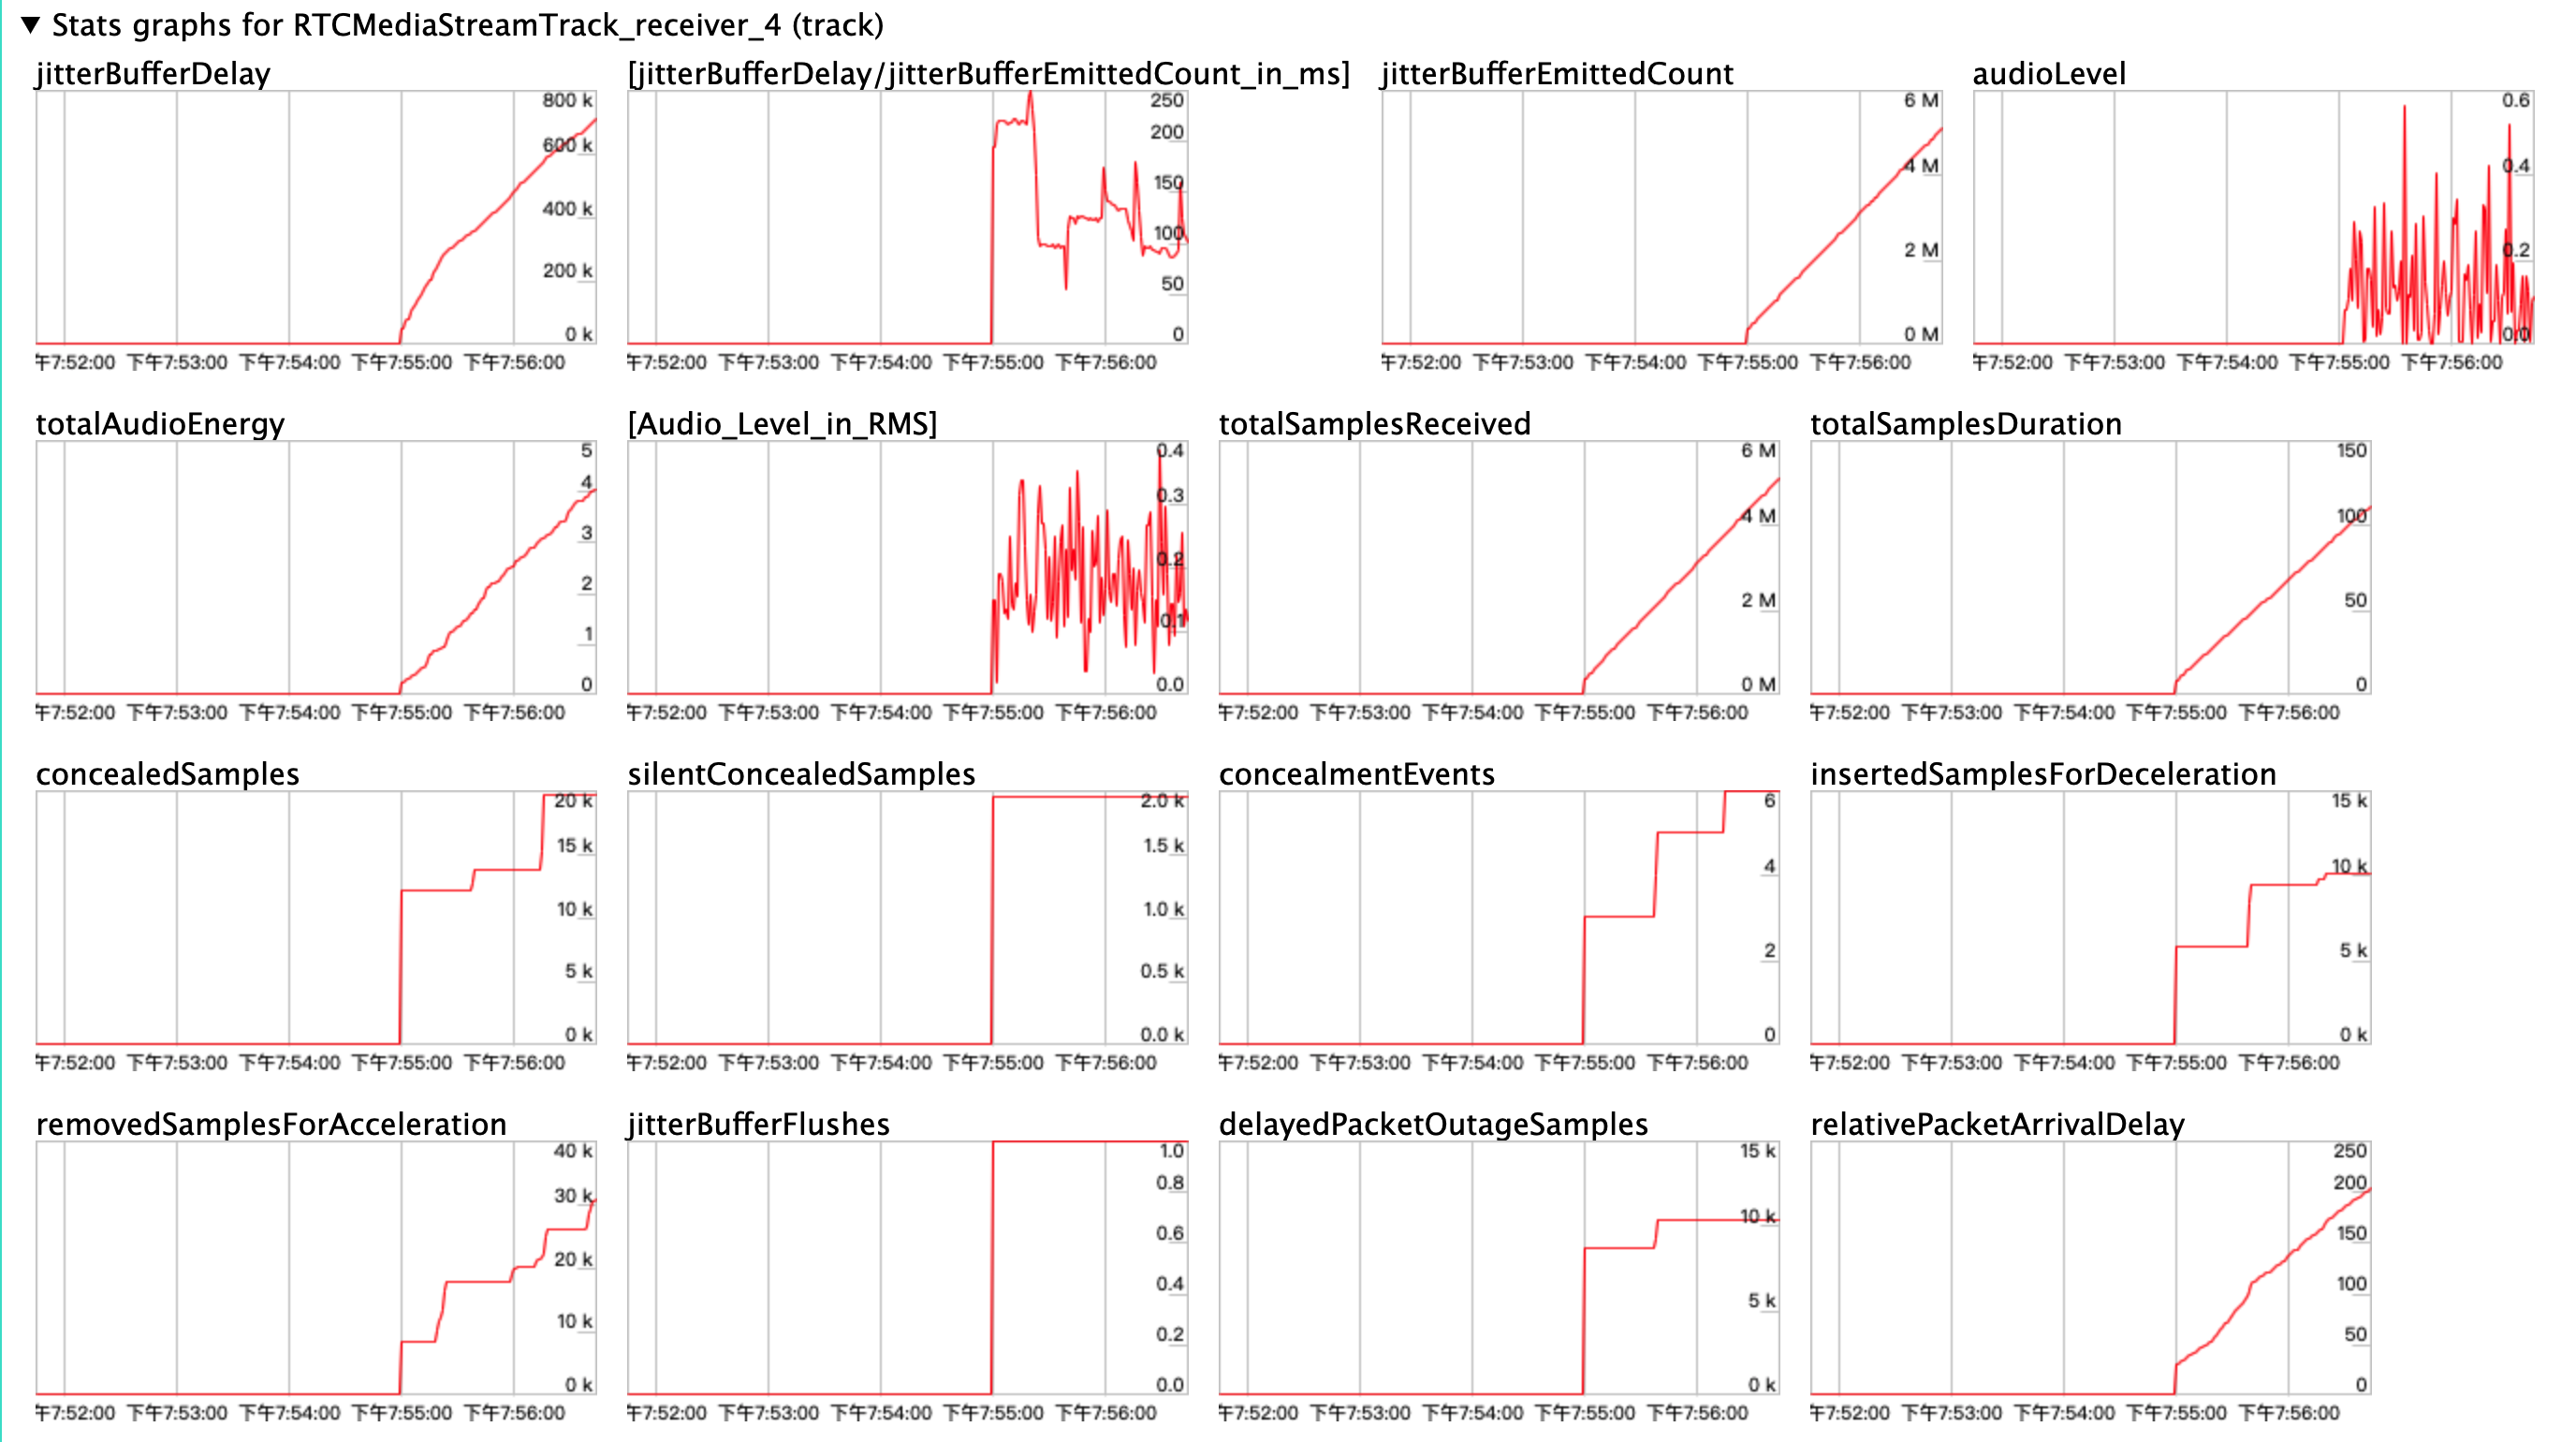 ▼ Stats graphs for RTCMediaStreamTrack_receiver_4 (track)
jitterBufferDelay
800 k
600 k
400 k
200 k
0 k
午7:52:00 下午7:53:00 下午7:54:00 下午7:55:00 下午7:56:00
[jitterBufferDelay/jitterBufferEmittedCount_in_ms]
250
200
150
100
50
0
午7:52:00 下午7:53:00 下午7:54:00 下午7:55:00 下午7:56:00
jitterBufferEmittedCount
6 M
4 M
2 M
0 M
午7:52:00 下午7:53:00 下午7:54:00 下午7:55:00 下午7:56:00
audioLevel
0.6
0.4
0.2
0.0
午7:52:00 下午7:53:00 下午7:54:00 下午7:55:00 下午7:56:00
totalAudioEnergy
5
4
3
2
1
0
午7:52:00 下午7:53:00 下午7:54:00 下午7:55:00 下午7:56:00
[Audio_Level_in_RMS]
0.4
0.3
0.2
0.1
0.0
午7:52:00 下午7:53:00 下午7:54:00 下午7:55:00 下午7:56:00
totalSamplesReceived
6 M
4 M
2 M
0 M
午7:52:00 下午7:53:00 下午7:54:00 下午7:55:00 下午7:56:00
totalSamplesDuration
150
100
50
0
午7:52:00 下午7:53:00 下午7:54:00 下午7:55:00 下午7:56:00
concealedSamples
20 k
15 k
10 k
5 k
0 k
午7:52:00 下午7:53:00 下午7:54:00 下午7:55:00 下午7:56:00
silentConcealedSamples
2.0 k
1.5 k
1.0 k
0.5 k
0.0 k
午7:52:00 下午7:53:00 下午7:54:00 下午7:55:00 下午7:56:00
concealmentEvents
6
4
2
0
午7:52:00 下午7:53:00 下午7:54:00 下午7:55:00 下午7:56:00
insertedSamplesForDeceleration
15 k
10 k
5 k
0 k
午7:52:00 下午7:53:00 下午7:54:00 下午7:55:00 下午7:56:00
removedSamplesForAcceleration
40 k
30 k
20 k
10 k
0 k
午7:52:00 下午7:53:00 下午7:54:00 下午7:55:00 下午7:56:00
jitterBufferFlushes
1.0
0.8
0.6
0.4
0.2
0.0
午7:52:00 下午7:53:00 下午7:54:00 下午7:55:00 下午7:56:00
delayedPacketOutageSamples
15 k
10 k
5 k
0 k
午7:52:00 下午7:53:00 下午7:54:00 下午7:55:00 下午7:56:00
relativePacketArrivalDelay
250
200
150
100
50
0
午7:52:00 下午7:53:00 下午7:54:00 下午7:55:00 下午7:56:00